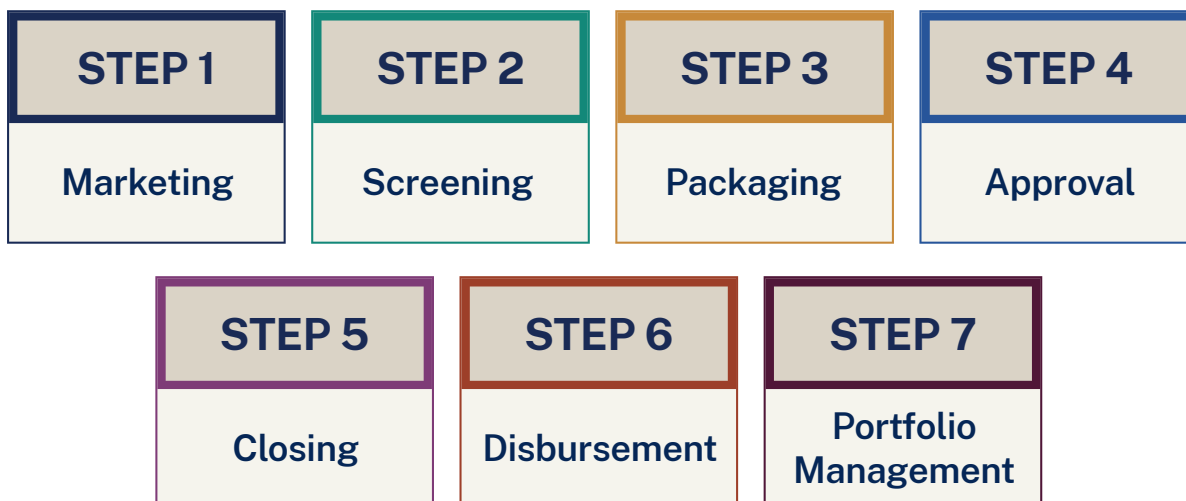 STEP 1
Marketing
STEP 2
Screening
STEP 3
Packaging
STEP 4
Approval
STEP 5
Closing
STEP 6
Disbursement
STEP 7
Portfolio
Management